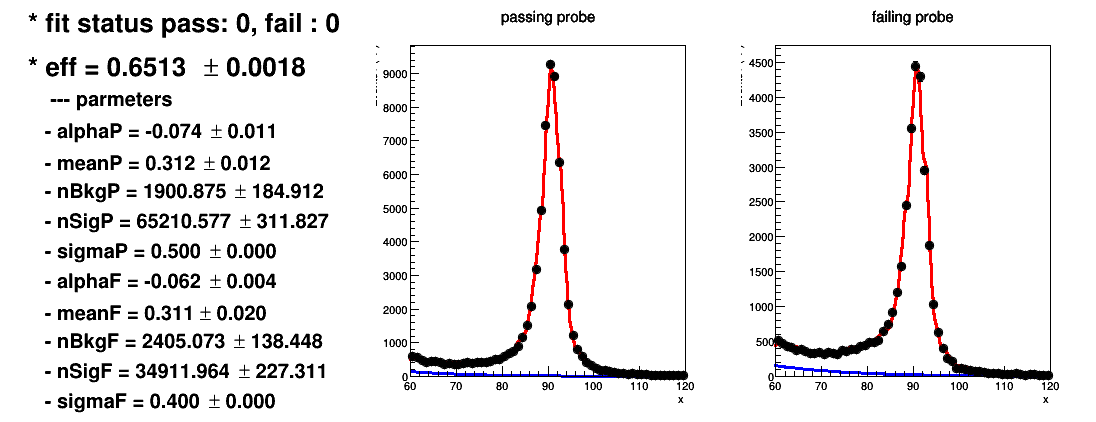 * fit status pass: 0, fail : 0
* eff = 0.6513 ± 0.0018
--- parmeters
- alphaP = -0.074 ± 0.011
- meanP = 0.312 ± 0.012
- nBkgP = 1900.875 ± 184.912
- nSigP = 65210.577 ± 311.827
- sigmaP = 0.500 ± 0.000
- alphaF = -0.062 ± 0.004
- meanF = 0.311 ± 0.020
- nBkgF = 2405.073 ± 138.448
- nSigF = 34911.964 ± 227.311
- sigmaF = 0.400 ± 0.000
passing probe
9000
8000
7000
6000
5000
4000
3000
2000
1000
0
60 70 80 90 100 110 120
x
failing probe
4500
4000
3500
3000
2500
2000
1500
1000
500
0
60 70 80 90 100 110 120
x